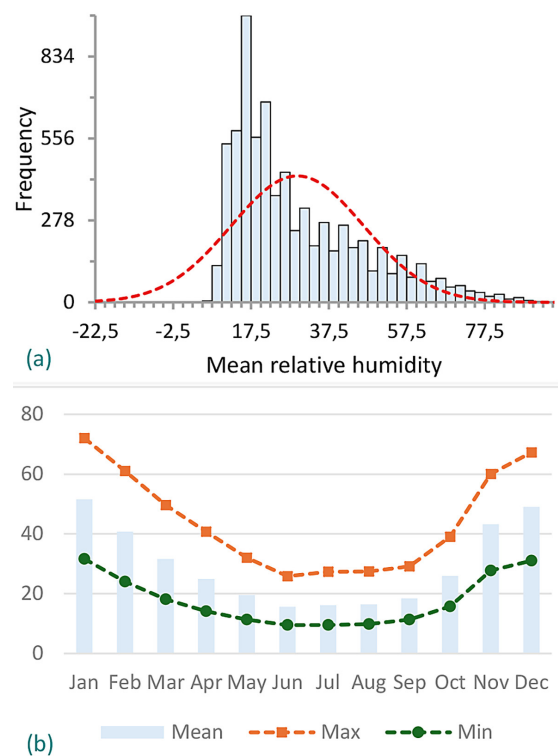 834
556
278
0
Frequency
-22,5 -2,5 17,5 37,5 57,5 77,5
Mean relative humidity
(a)
80
60
40
20
0
Jan Feb Mar Apr May Jun Jul Aug Sep Oct Nov Dec
(b) Mean Max Min